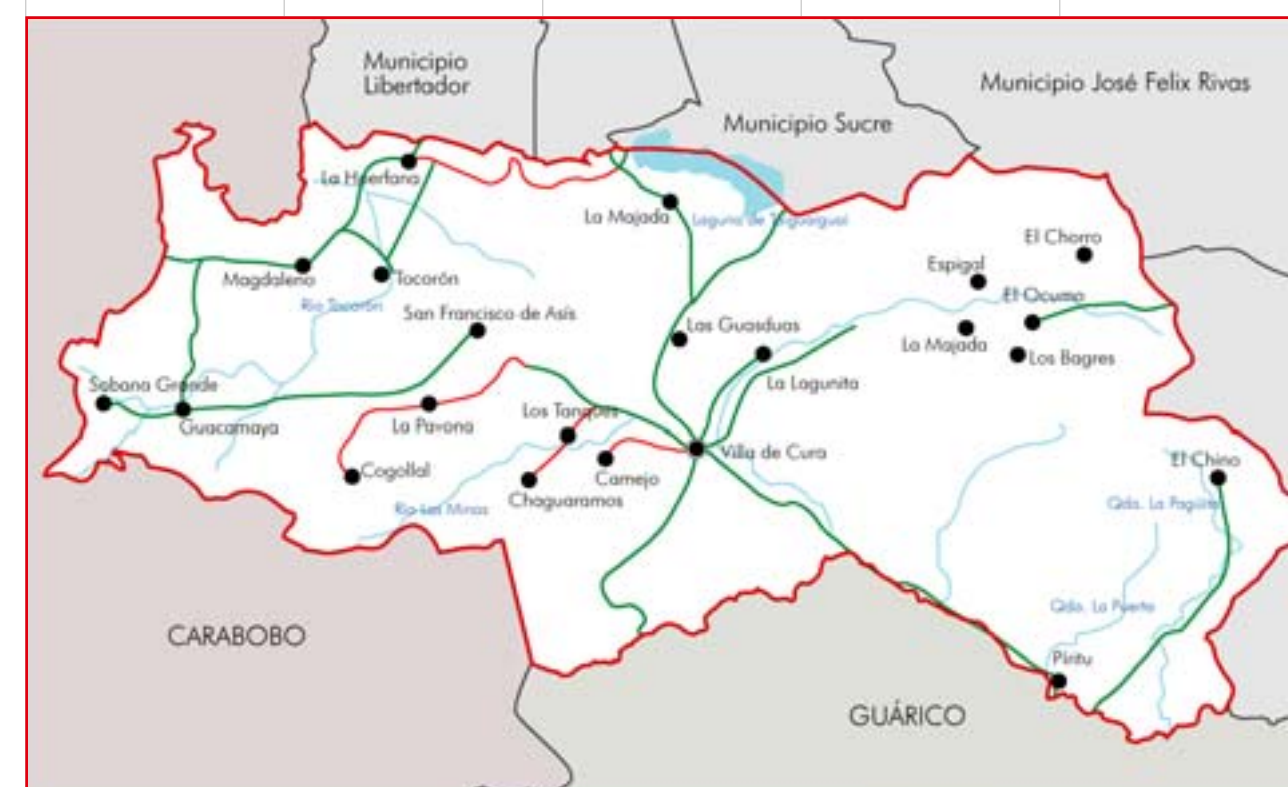 Municipio
Libertador
Municipio José Felix Rivas
Municipio Sucre
La Huerfana
La Majada
Laguna de Taiguaiguai
El Chorro
Espigal
Magdaleno
Tocorón
Río Tocorón
El Ocumo
San Francisco de Asís
Las Guasduas
La Majada
Los Bagres
La Lagunita
Sabana Grande
Guacamaya
La Pavona
Los Tanques
Villa de Cura
Cogollal
Camejo
Chaguaramos
Río Las Minas
El Chino
Qda. La Pagüita
Qda. La Puerta
CARABOBO
Piritu
GUÁRICO